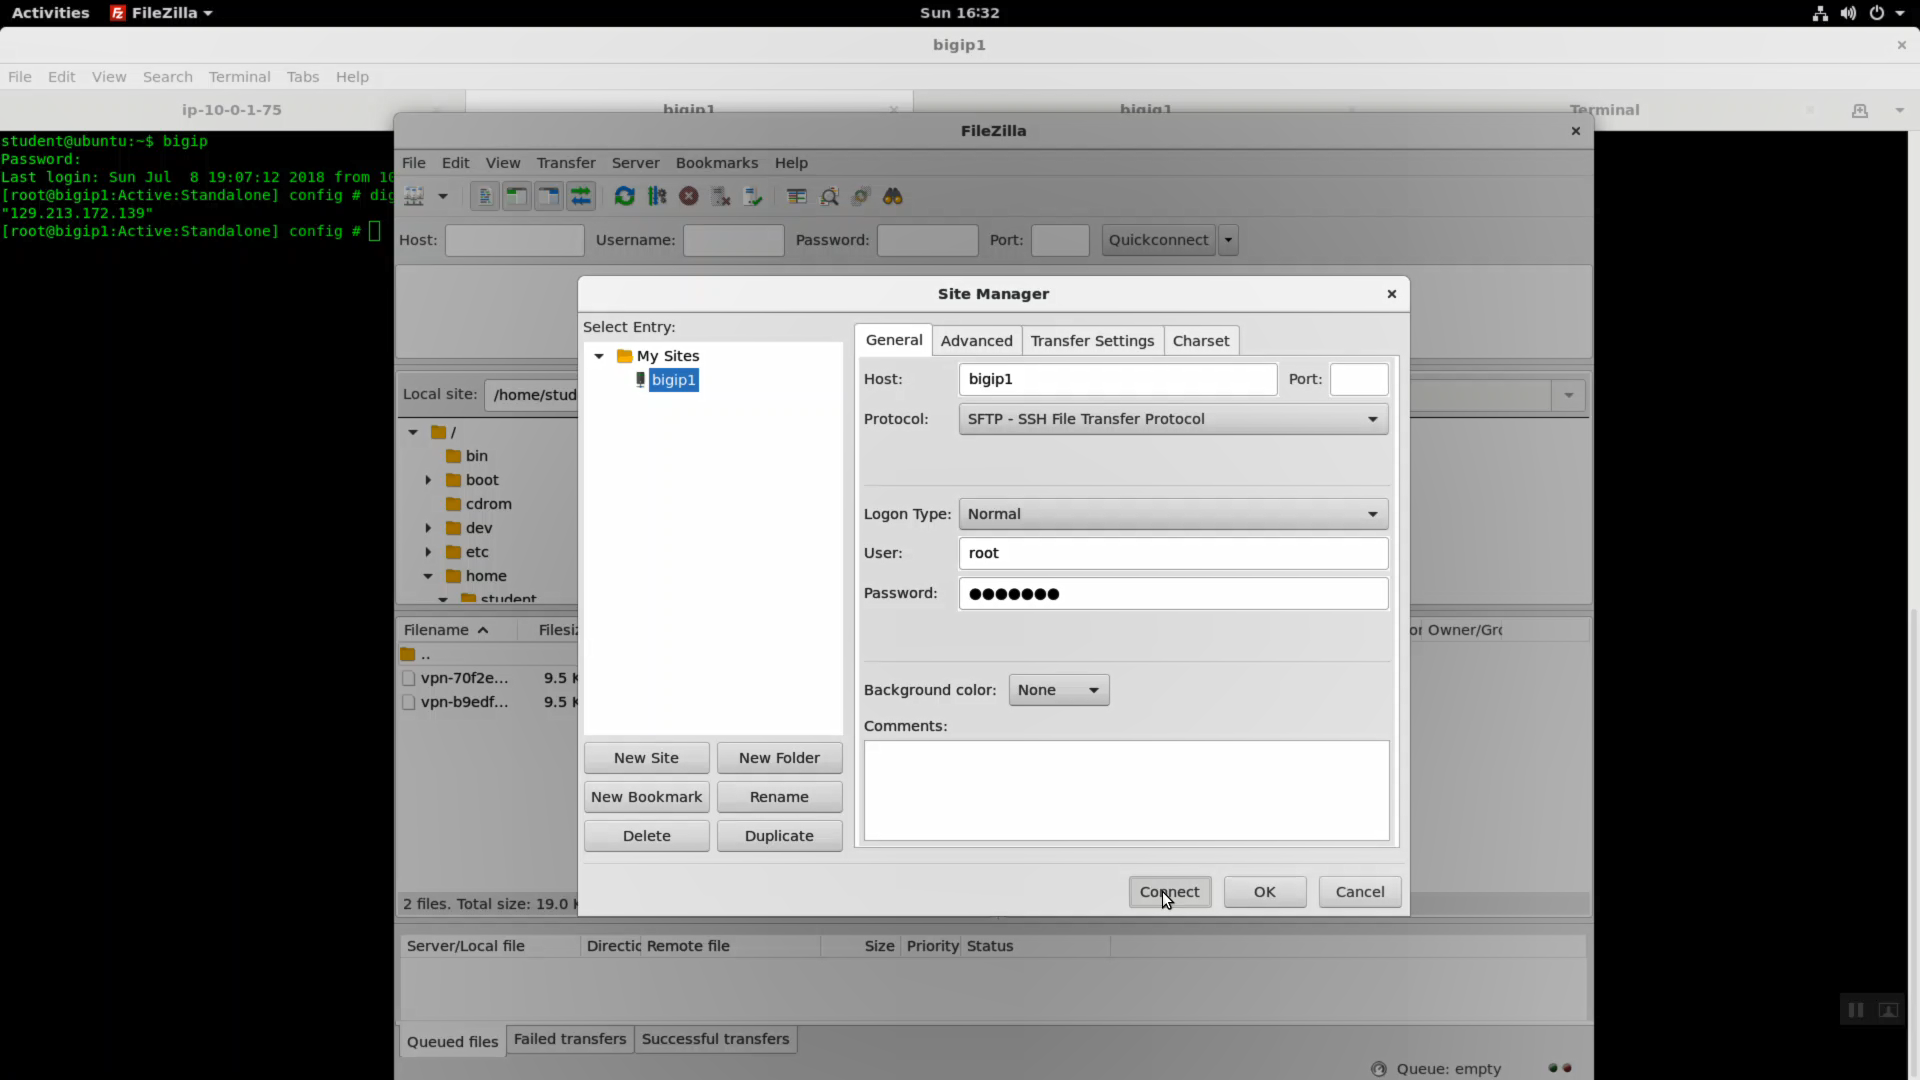 Activities FileZilla Sun 16:32
bigip1
File Edit View Search Terminal Tabs Help
ip-10-0-1-75 bigip1 bigiq1 Terminal
student@ubuntu:~$ bigip
Password:
Last login: Sun Jul  8 19:07:12 2018 from 10
[root@bigip1:Active:Standalone] config # dig
"129.213.172.139"
[root@bigip1:Active:Standalone] config #
FileZilla
File Edit View Transfer Server Bookmarks Help
Host: Username: Password: Port: Quickconnect
Site Manager
Select Entry:
My Sites
bigip1
General Advanced Transfer Settings Charset
Host: bigip1 Port:
Protocol: SFTP - SSH File Transfer Protocol
Logon Type: Normal
User: root
Password: ●●●●●●●
Background color: None
Comments:
New Site New Folder
New Bookmark Rename
Delete Duplicate
Connect OK Cancel
Local site: /home/stud
/
bin
boot
cdrom
dev
etc
home
student
Filename Filesiz Owner/Gro
..
vpn-70f2e... 9.5 K
vpn-b9edf... 9.5 K
2 files. Total size: 19.0 K
Server/Local file Directio Remote file Size Priority Status
Queued files Failed transfers Successful transfers
Queue: empty